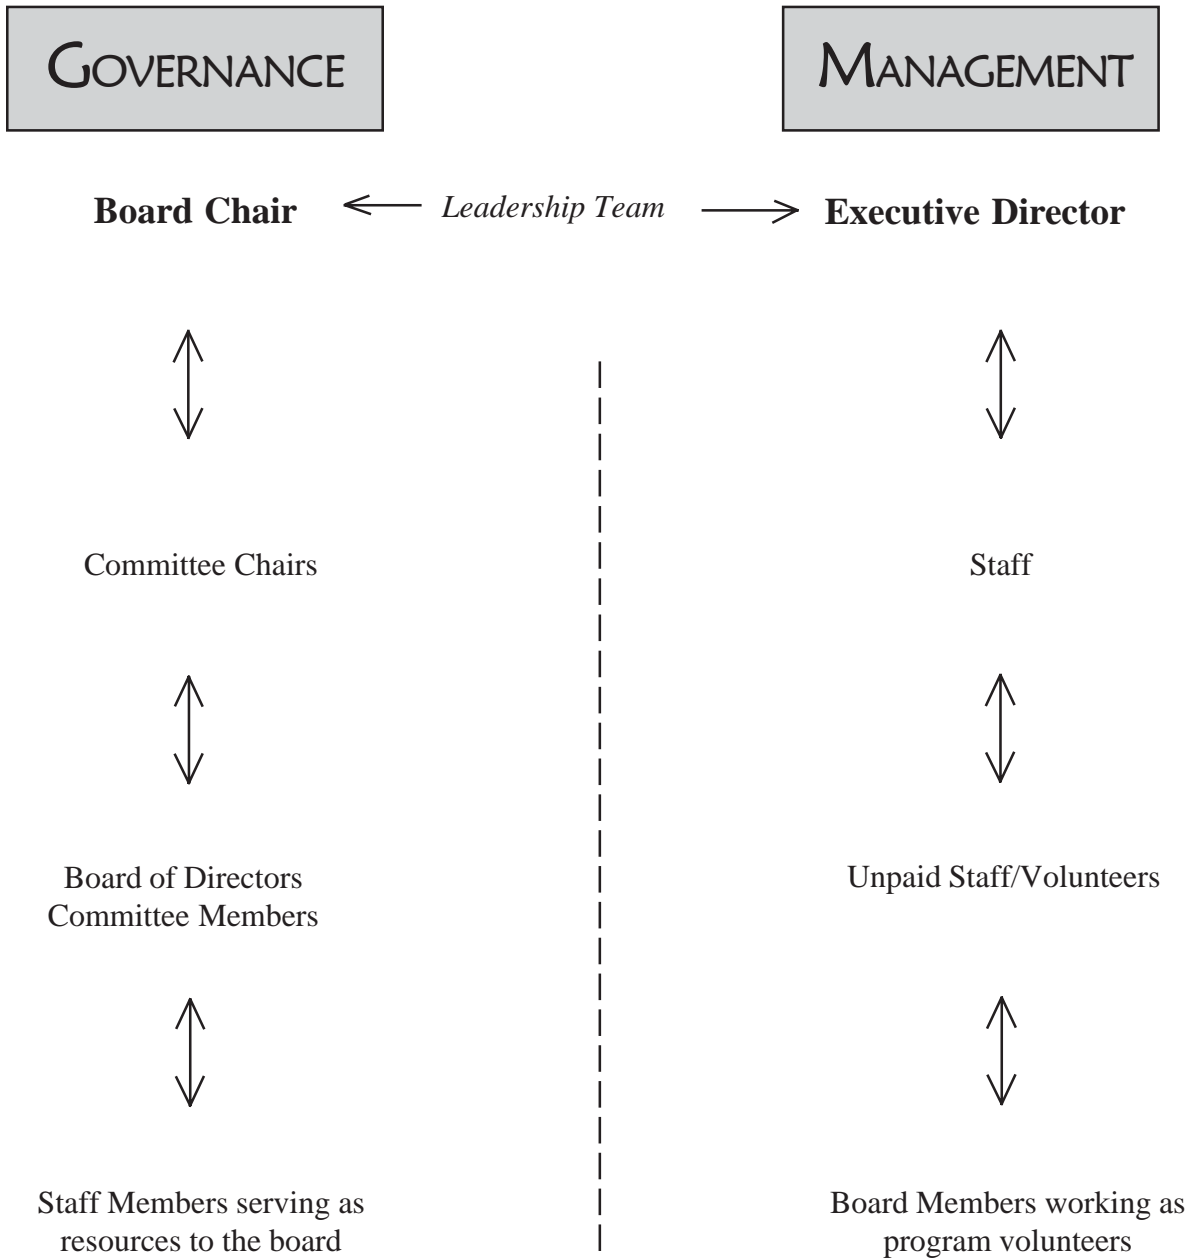 GOVERNANCE
MANAGEMENT
Board Chair
Leadership Team
Executive Director
Committee Chairs
Staff
Board of Directors
Committee Members
Unpaid Staff/Volunteers
Staff Members serving as
resources to the board
Board Members working as
program volunteers